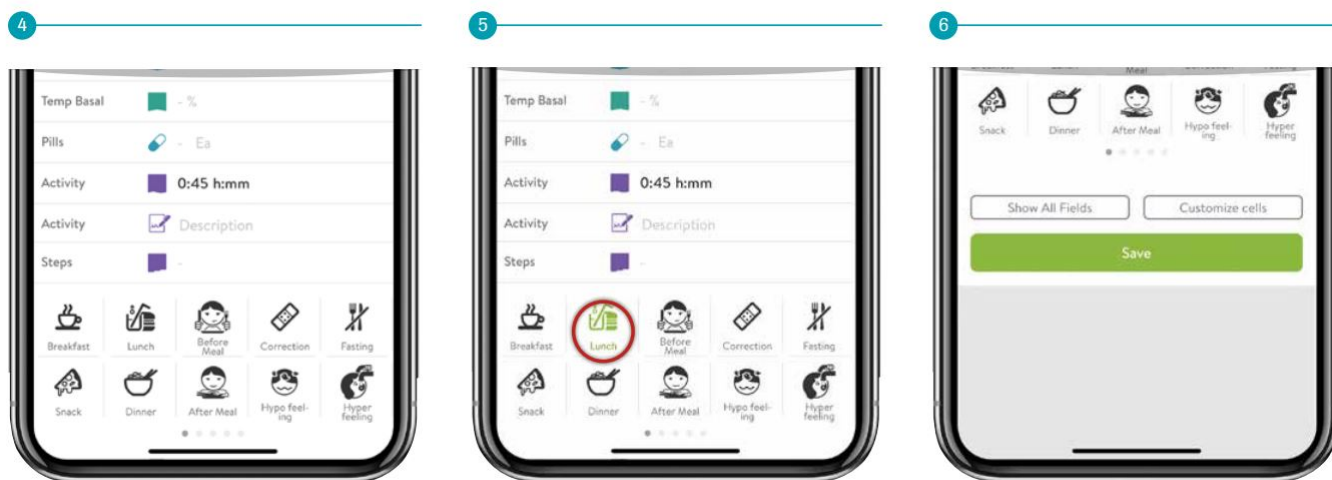 4
Temp Basal - %
Pills - Ea
Activity 0:45 h:mm
Activity Description
Steps -
Breakfast Lunch Before Meal Correction Fasting
Snack Dinner After Meal Hypo feel-ing Hyper feeling
5
Temp Basal - %
Pills - Ea
Activity 0:45 h:mm
Activity Description
Steps -
Breakfast Lunch Before Meal Correction Fasting
Snack Dinner After Meal Hypo feel-ing Hyper feeling
6
Meal
Snack Dinner After Meal Hypo feel-ing Hyper feeling
Show All Fields Customize cells
Save